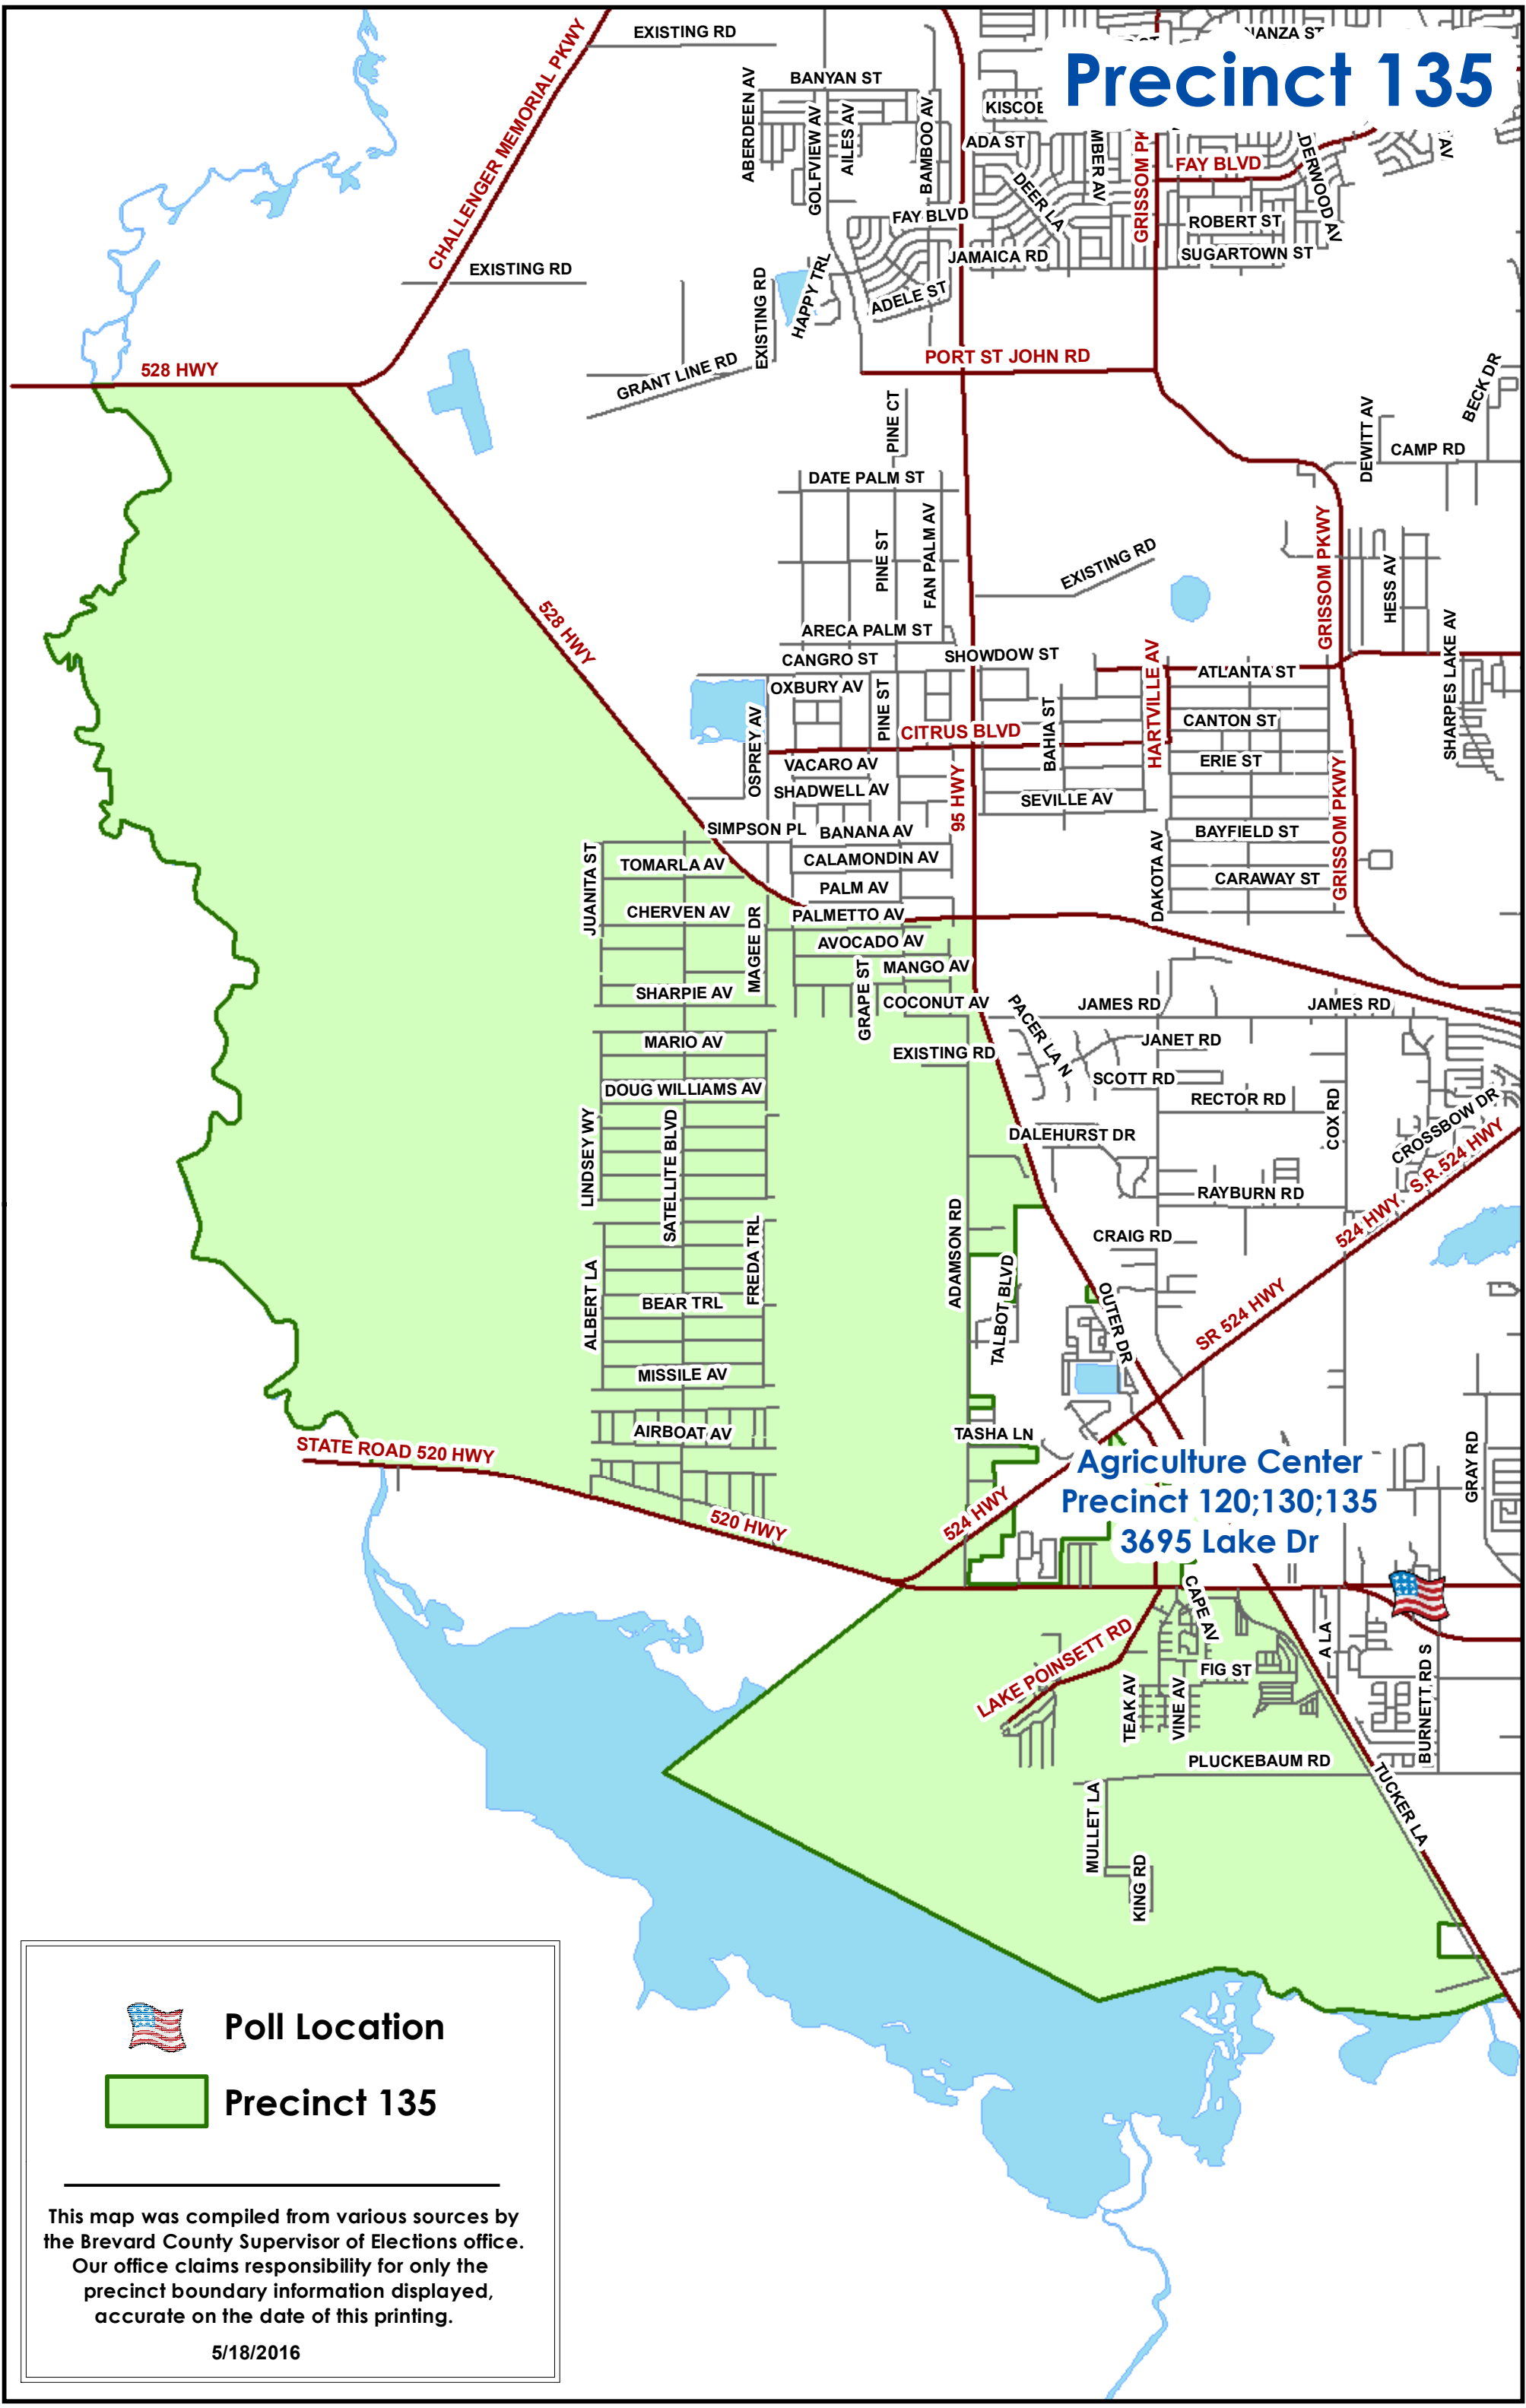 EXISTING RD
NANZA ST
Precinct 135
CHALLENGER MEMORIAL PKWY
ABERDEEN AV
BANYAN ST
GOLFVIEW AV
AILES AV
BAMBOO AV
KISCOE
ADA ST
MBER AV
DEER LA
GRISSOM PK
FAY BLVD
DERWOOD AV
AV
FAY BLVD
ROBERT ST
JAMAICA RD
SUGARTOWN ST
EXISTING RD
EXISTING RD
HAPPY TRL
ADELE ST
528 HWY
GRANT LINE RD
PORT ST JOHN RD
PINE CT
DEWITT AV
BECK DR
CAMP RD
DATE PALM ST
PINE ST
FAN PALM AV
EXISTING RD
GRISSOM PKWY
HESS AV
528 HWY
ARECA PALM ST
CANGRO ST
SHOWDOW ST
HARTVILLE AV
ATLANTA ST
SHARPES LAKE AV
OXBURY AV
PINE ST
OSPREY AV
CITRUS BLVD
BAHIA ST
CANTON ST
VACARO AV
ERIE ST
SHADWELL AV
95 HWY
SEVILLE AV
GRISSOM PKWY
SIMPSON PL
BANANA AV
BAYFIELD ST
JUANITA ST
TOMARLA AV
CALAMONDIN AV
DAKOTA AV
CARAWAY ST
PALM AV
CHERVEN AV
MAGEE DR
PALMETTO AV
AVOCADO AV
MANGO AV
SHARPIE AV
GRAPE ST
COCONUT AV
PACER LA N
JAMES RD
JAMES RD
MARIO AV
EXISTING RD
JANET RD
DOUG WILLIAMS AV
SCOTT RD
RECTOR RD
COX RD
CROSSBOW DR
LINDSEY WY
SATELLITE BLVD
DALEHURST DR
S.R.524 HWY
RAYBURN RD
524 HWY
FREDA TRL
ADAMSON RD
CRAIG RD
ALBERT LA
BEAR TRL
TALBOT BLVD
OUTER DR
SR 524 HWY
MISSILE AV
AIRBOAT AV
TASHA LN
STATE ROAD 520 HWY
Agriculture Center
Precinct 120;130;135
3695 Lake Dr
GRAY RD
520 HWY
524 HWY
CAPE AV
LAKE POINSETT RD
A LA
FIG ST
TEAK AV
VINE AV
BURNETT RD S
PLUCKEBAUM RD
TUCKER LA
MULLET LA
KING RD
Poll Location
Precinct 135
This map was compiled from various sources by
the Brevard County Supervisor of Elections office.
Our office claims responsibility for only the
precinct boundary information displayed,
accurate on the date of this printing.
5/18/2016